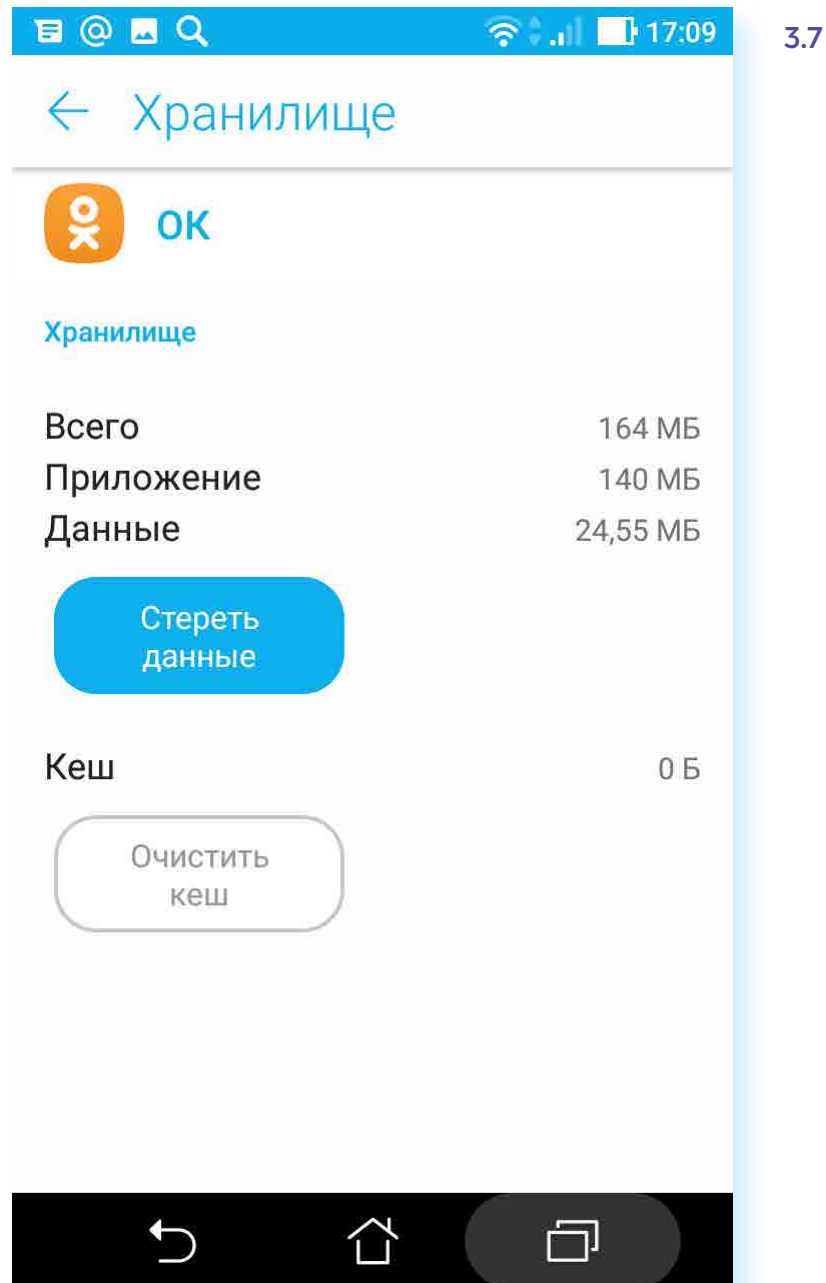 17:09
3.7
Хранилище
ОК
Хранилище
Всего 164 МБ
Приложение 140 МБ
Данные 24,55 МБ
Стереть
данные
Кеш 0 Б
Очистить
кеш